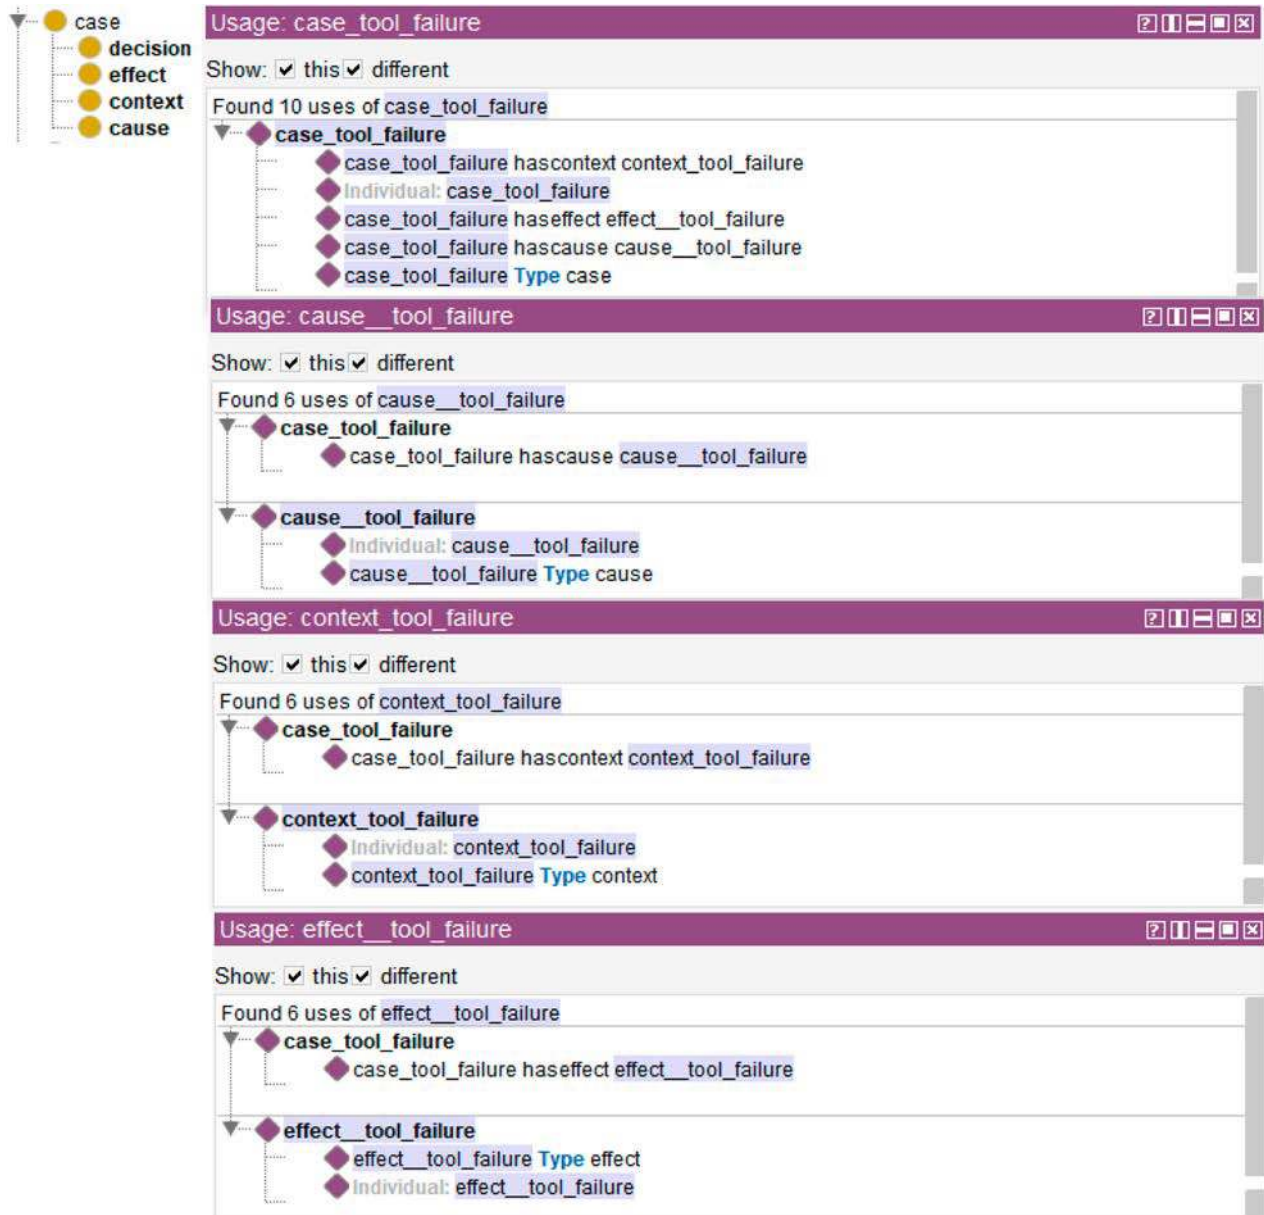 case
decision
effect
context
cause
Usage: case_tool_failure
Show: this different
Found 10 uses of case_tool_failure
case_tool_failure
case_tool_failure hascontext context_tool_failure
Individual: case_tool_failure
case_tool_failure haseffect effect__tool_failure
case_tool_failure hascause cause__tool_failure
case_tool_failure Type case
Usage: cause__tool_failure
Show: this different
Found 6 uses of cause__tool_failure
case_tool_failure
case_tool_failure hascause cause__tool_failure
cause__tool_failure
Individual: cause__tool_failure
cause__tool_failure Type cause
Usage: context_tool_failure
Show: this different
Found 6 uses of context_tool_failure
case_tool_failure
case_tool_failure hascontext context_tool_failure
context_tool_failure
Individual: context_tool_failure
context_tool_failure Type context
Usage: effect__tool_failure
Show: this different
Found 6 uses of effect__tool_failure
case_tool_failure
case_tool_failure haseffect effect__tool_failure
effect__tool_failure
effect__tool_failure Type effect
Individual: effect__tool_failure